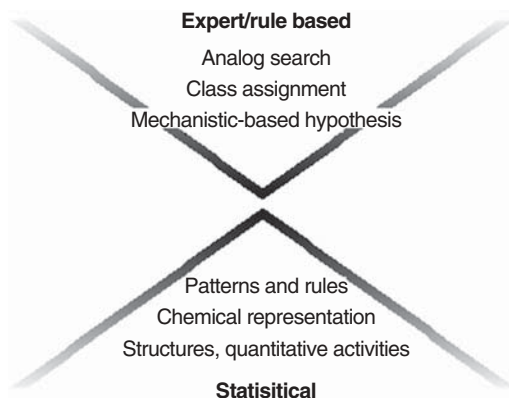 Expert/rule based
Analog search
Class assignment
Mechanistic-based hypothesis
Patterns and rules
Chemical representation
Structures, quantitative activities
Statisitical